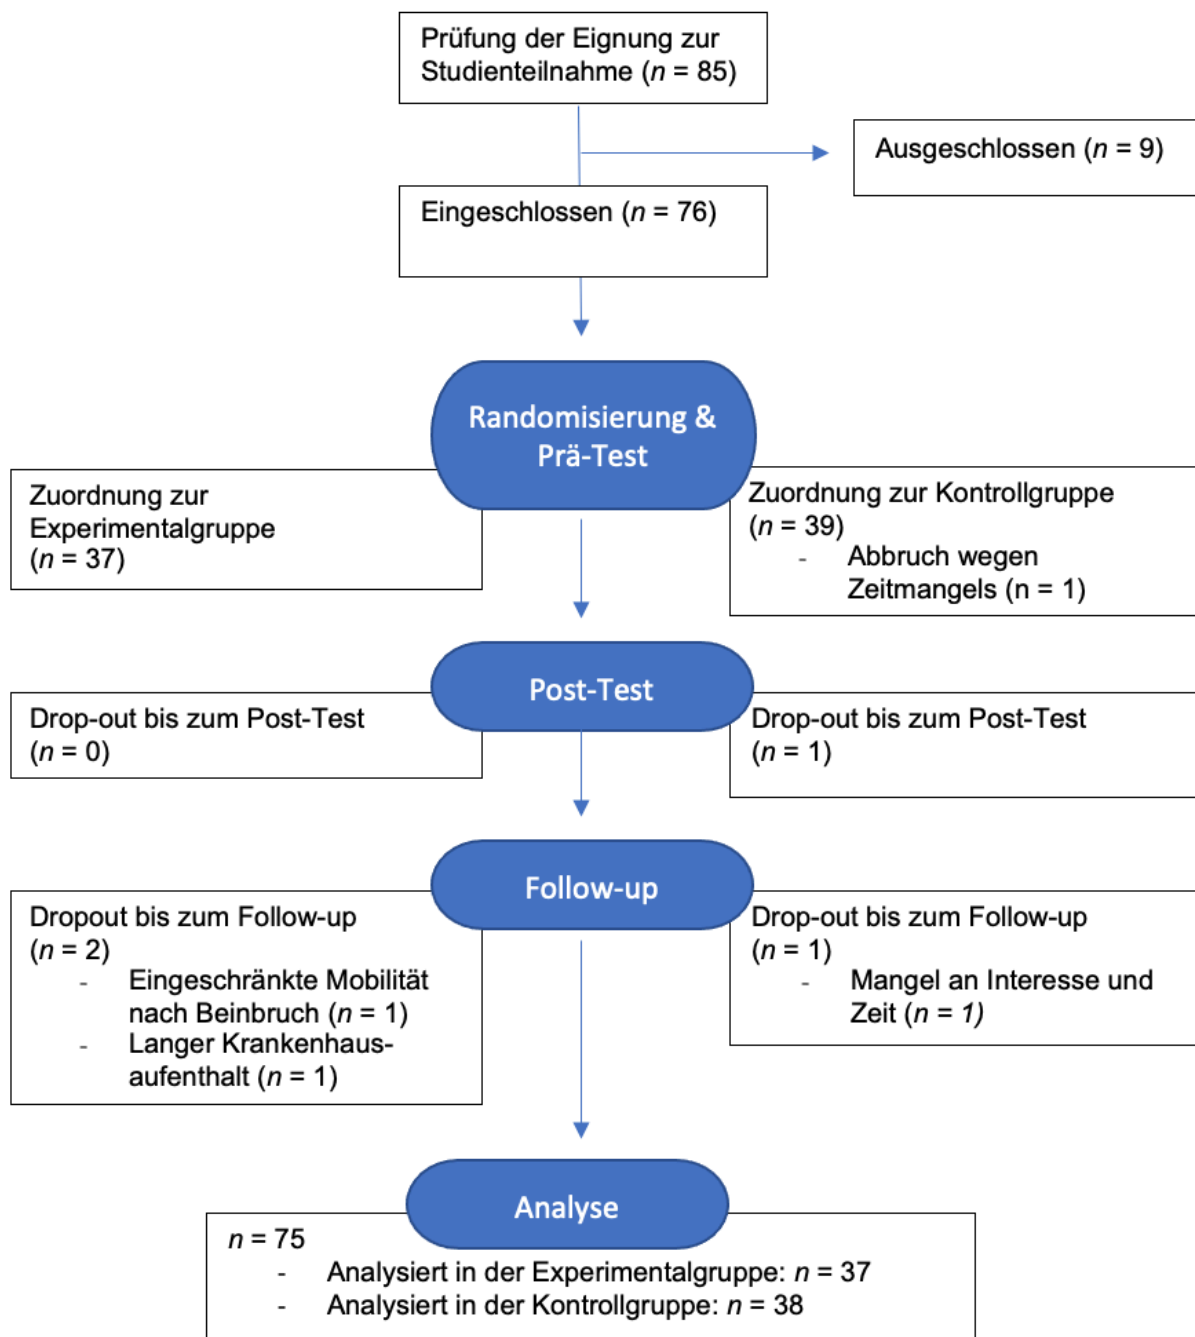 Prüfung der Eignung zur
Studienteilnahme (n = 85)
Ausgeschlossen (n = 9)
Eingeschlossen (n = 76)
Randomisierung &
Prä-Test
Zuordnung zur
Experimentalgruppe
(n = 37)
Zuordnung zur Kontrollgruppe
(n = 39)
- Abbruch wegen
Zeitmangels (n = 1)
Post-Test
Drop-out bis zum Post-Test
(n = 0)
Drop-out bis zum Post-Test
(n = 1)
Follow-up
Dropout bis zum Follow-up
(n = 2)
- Eingeschränkte Mobilität
nach Beinbruch (n = 1)
- Langer Krankenhaus-
aufenthalt (n = 1)
Drop-out bis zum Follow-up
(n = 1)
- Mangel an Interesse und
Zeit (n = 1)
Analyse
n = 75
- Analysiert in der Experimentalgruppe: n = 37
- Analysiert in der Kontrollgruppe: n = 38